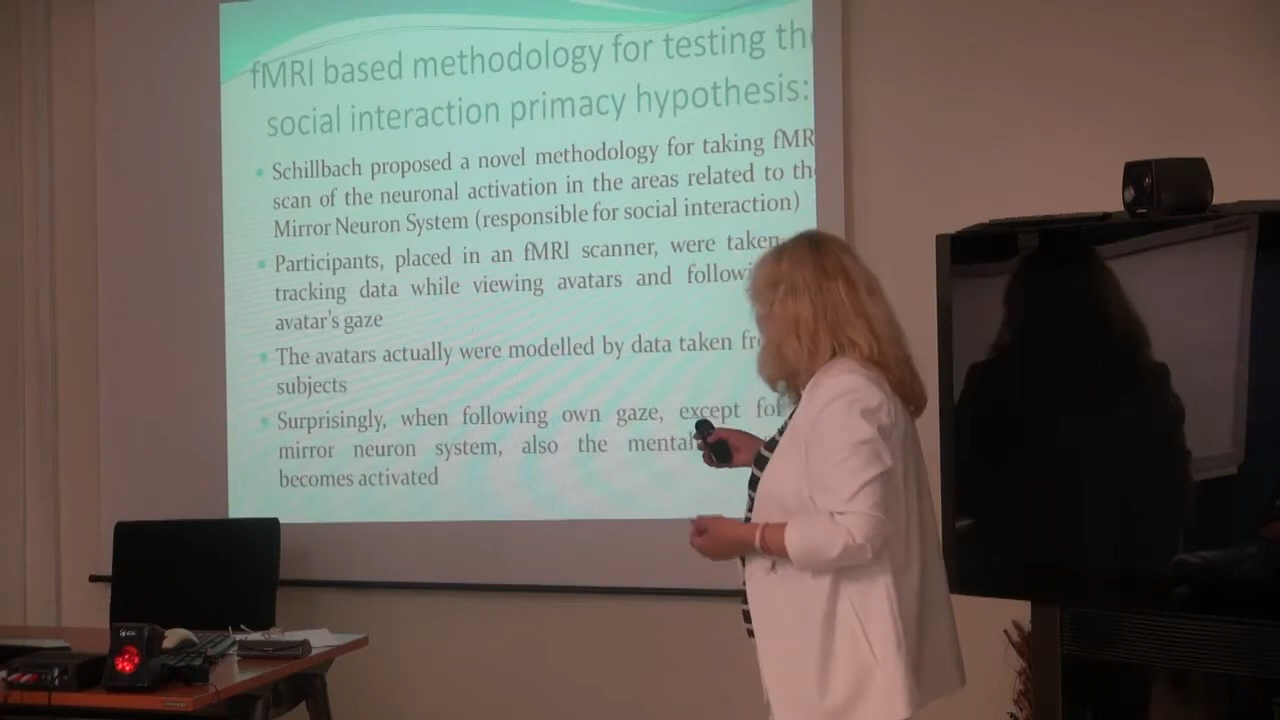 fMRI based methodology for testing the
social interaction primacy hypothesis:
Schillbach proposed a novel methodology for taking fMR
scan of the neuronal activation in the areas related to the
Mirror Neuron System (responsible for social interaction)
Participants, placed in an fMRI scanner, were taken
tracking data while viewing avatars and followi
avatar's gaze
The avatars actually were modelled by data taken fr
subjects
Surprisingly, when following own gaze, except for
mirror neuron system, also the mental
becomes activated